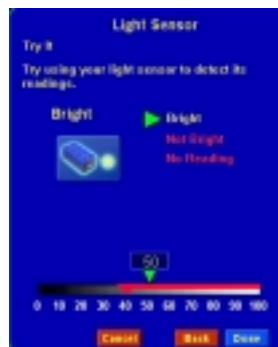 Light Sensor
Try It
Try using your light sensor to detect its
readings.
Bright
Bright
Not Bright
No Reading
50
0 10 20 30 40 50 60 70 80 90 100
Cancel Back Done